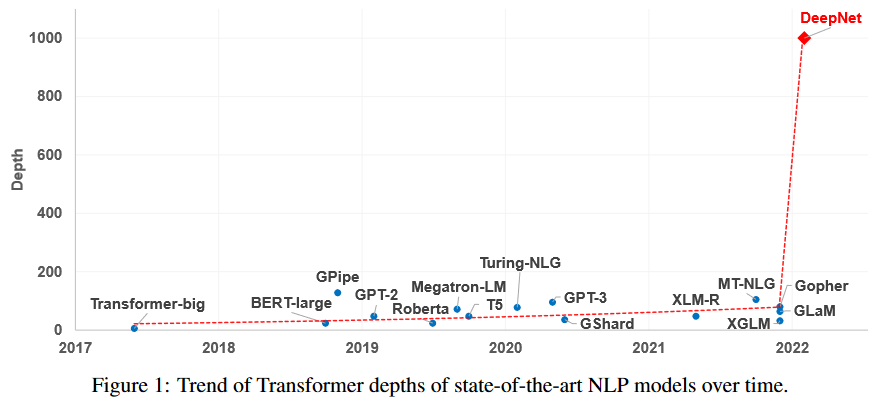 DeepNet
1000
800
600
400
200
0
Depth
Turing-NLG
GPipe
Megatron-LM
MT-NLG
Gopher
Transformer-big
BERT-large
GPT-2
Roberta
T5
GPT-3
XLM-R
GLaM
GShard
XGLM
2017 2018 2019 2020 2021 2022
Figure 1: Trend of Transformer depths of state-of-the-art NLP models over time.